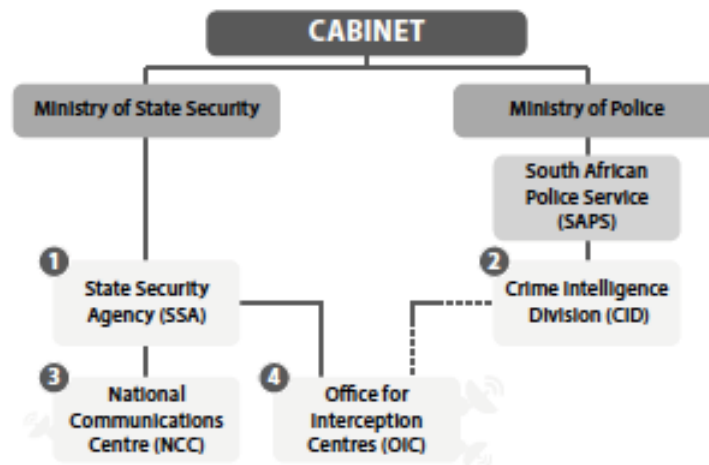 CABINET
Ministry of State Security
Ministry of Police
South African
Police Service
(SAPS)
1
State Security
Agency (SSA)
2
Crime Intelligence
Division (CID)
3
National
Communications
Centre (NCC)
4
Office for
Interception
Centres (OIC)